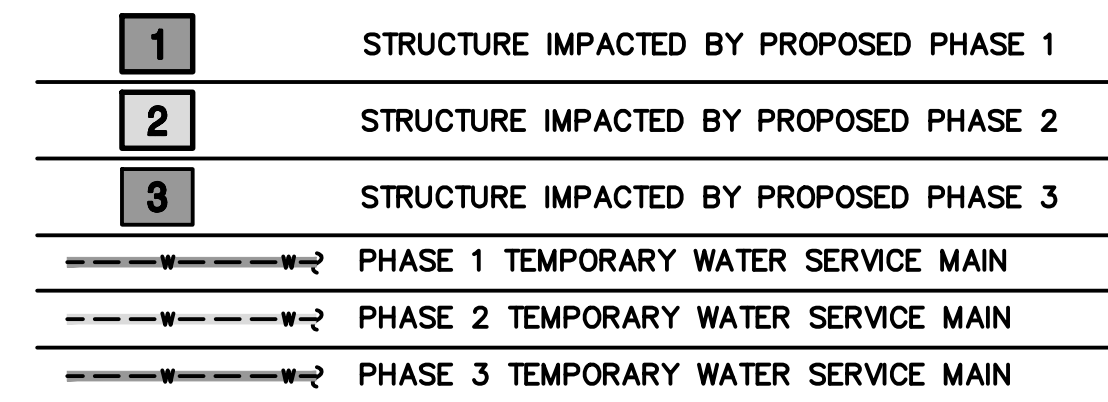 1 STRUCTURE IMPACTED BY PROPOSED PHASE 1
2 STRUCTURE IMPACTED BY PROPOSED PHASE 2
3 STRUCTURE IMPACTED BY PROPOSED PHASE 3
W W PHASE 1 TEMPORARY WATER SERVICE MAIN
W W PHASE 2 TEMPORARY WATER SERVICE MAIN
W W PHASE 3 TEMPORARY WATER SERVICE MAIN